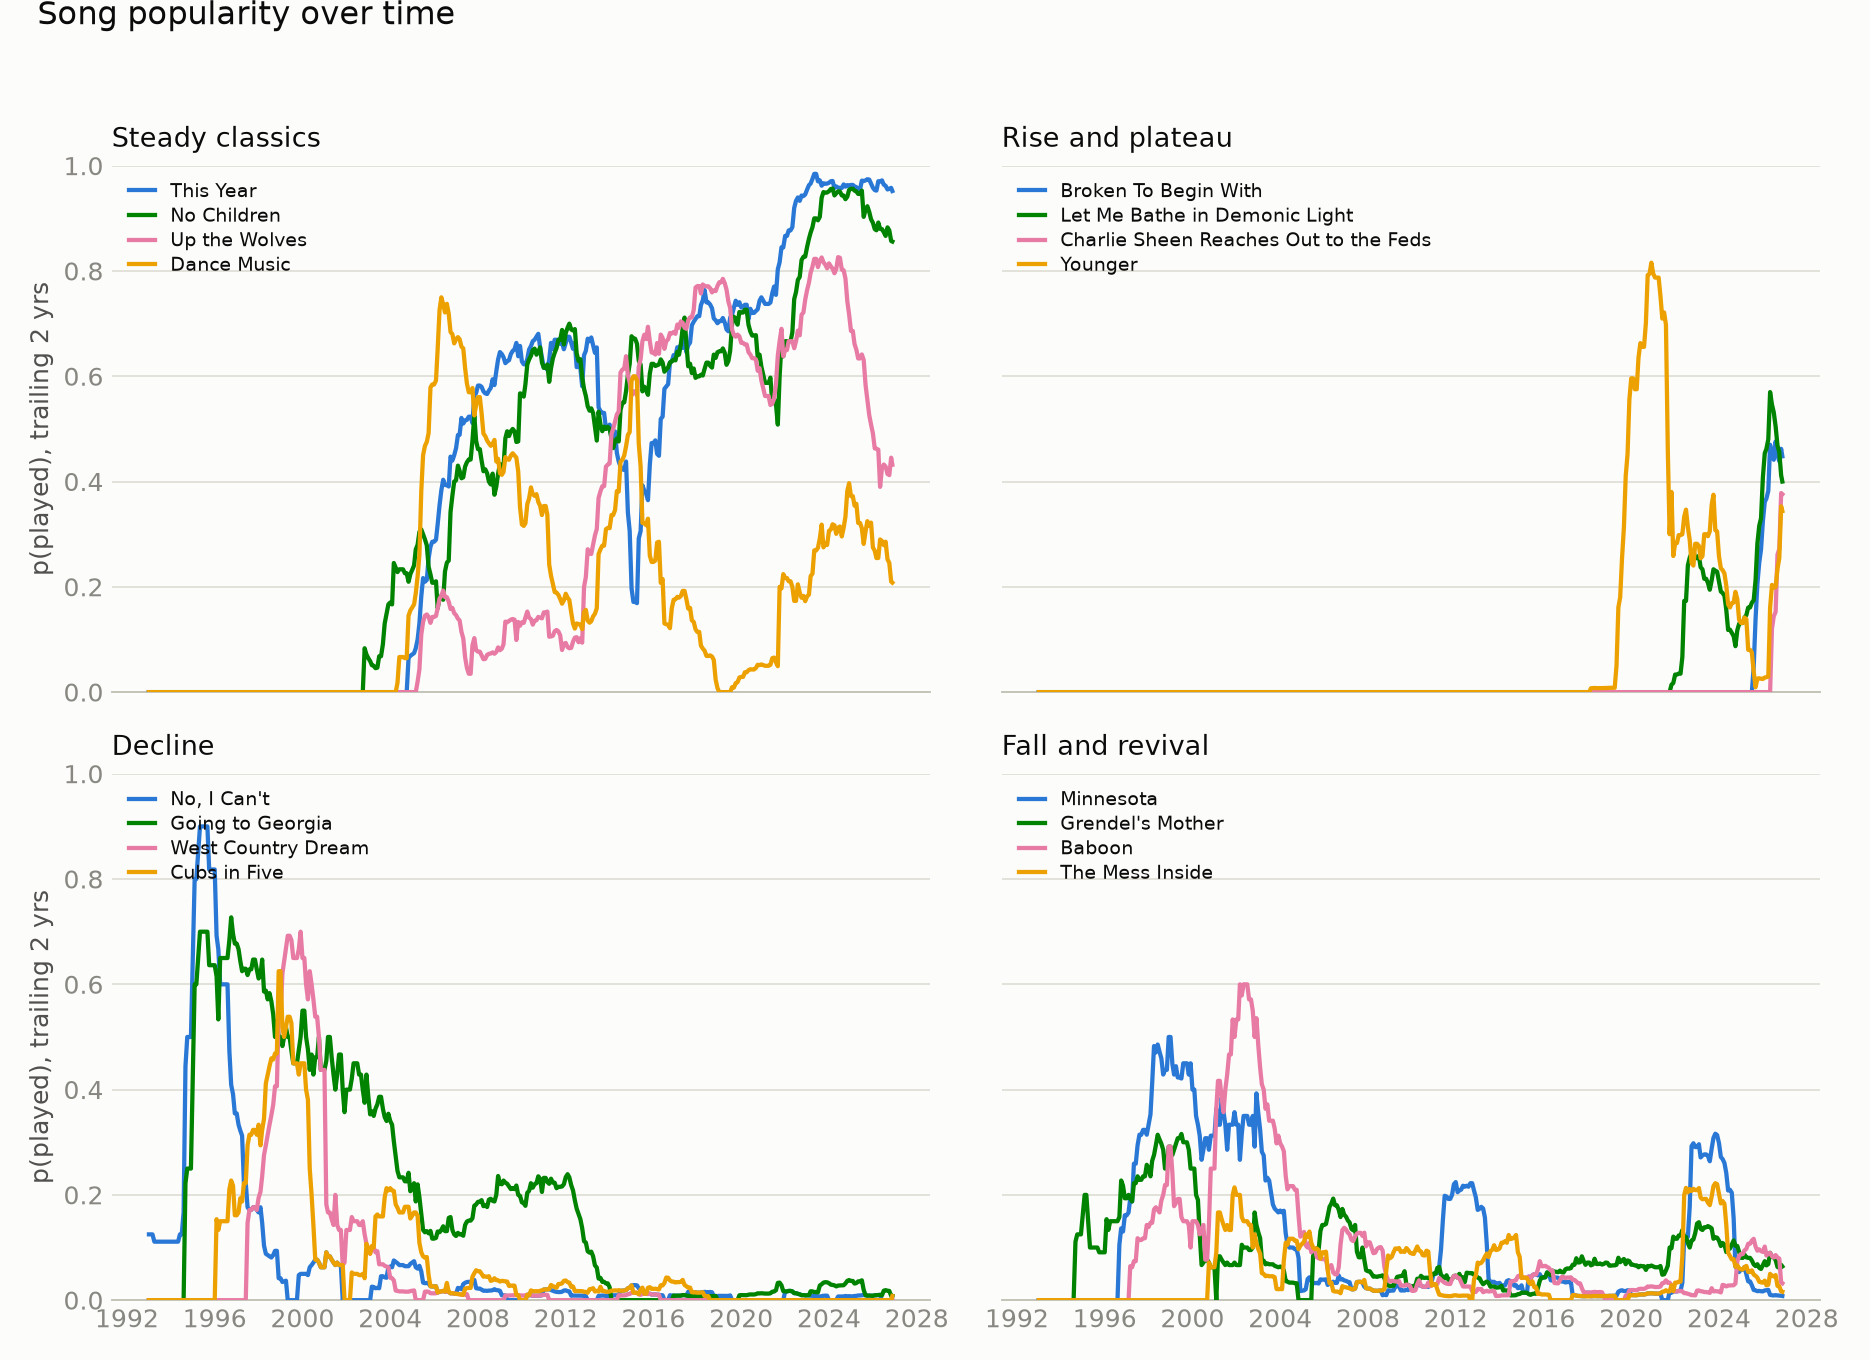 Song popularity over time
Steady classics
Rise and plateau
p(played), trailing 2 yrs
1.0
0.8
0.6
0.4
0.2
0.0
This Year
No Children
Up the Wolves
Dance Music
Broken To Begin With
Let Me Bathe in Demonic Light
Charlie Sheen Reaches Out to the Feds
Younger
Decline
Fall and revival
p(played), trailing 2 yrs
1.0
0.8
0.6
0.4
0.2
0.0
No, I Can't
Going to Georgia
West Country Dream
Cubs in Five
Minnesota
Grendel's Mother
Baboon
The Mess Inside
1992 1996 2000 2004 2008 2012 2016 2020 2024 2028
1992 1996 2000 2004 2008 2012 2016 2020 2024 2028